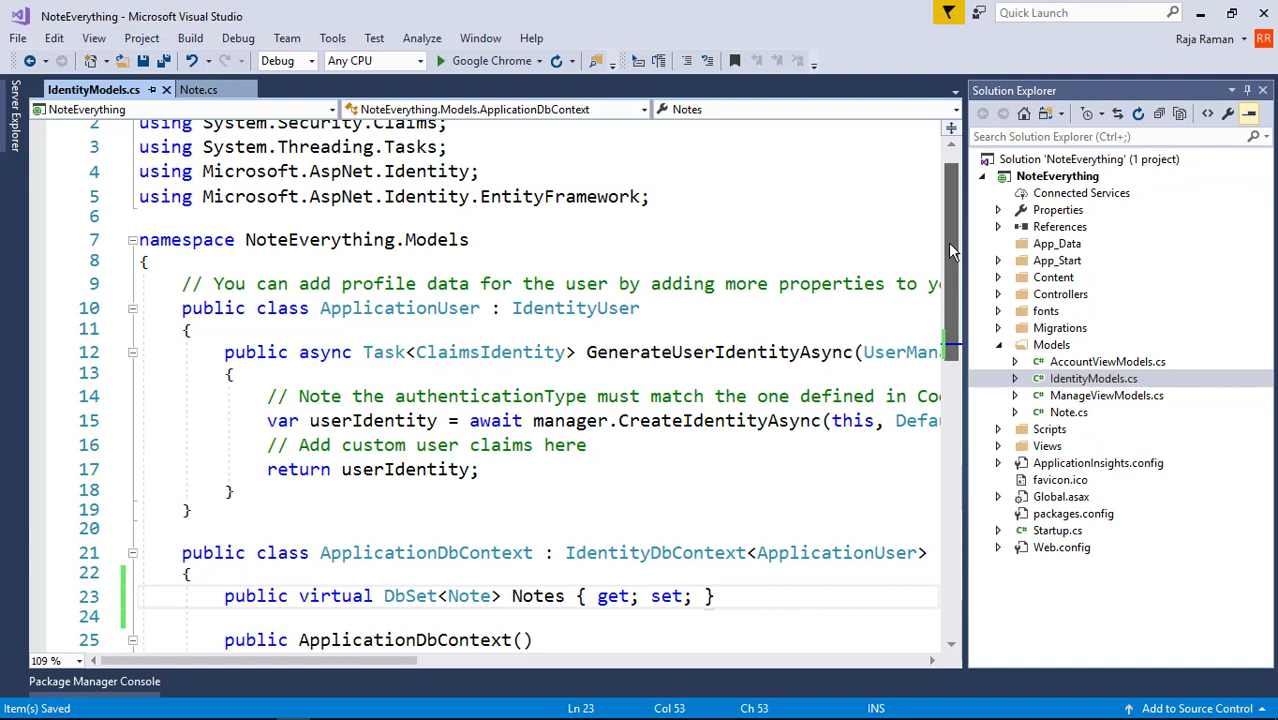 NoteEverything - Microsoft Visual Studio
Quick Launch
File Edit View Project Build Debug Team Tools Test Analyze Window Help
Raja Raman RR
Debug Any CPU Google Chrome
Server Explorer
IdentityModels.cs Note.cs
NoteEverything NoteEverything.Models.ApplicationDbContext Notes
2 using System.Security.Claims;
3 using System.Threading.Tasks;
4 using Microsoft.AspNet.Identity;
5 using Microsoft.AspNet.Identity.EntityFramework;
6
7 namespace NoteEverything.Models
8 {
9 // You can add profile data for the user by adding more properties to
10 public class ApplicationUser : IdentityUser
11 {
12 public async Task<ClaimsIdentity> GenerateUserIdentityAsync(
13 {
14 // Note the authenticationType must match the one defined in
15 var userIdentity = await manager.CreateIdentityAsync(this,
16 // Add custom user claims here
17 return userIdentity;
18 }
19 }
20
21 public class ApplicationDbContext : IdentityDbContext<ApplicationUser>
22 {
23 public virtual DbSet<Note> Notes { get; set; }
24
25 public ApplicationDbContext()
109 %
Package Manager Console
Solution Explorer
Search Solution Explorer (Ctrl+;)
Solution 'NoteEverything' (1 project)
NoteEverything
Connected Services
Properties
References
App_Data
App_Start
Content
Controllers
fonts
Migrations
Models
AccountViewModels.cs
IdentityModels.cs
ManageViewModels.cs
Note.cs
Scripts
Views
ApplicationInsights.config
favicon.ico
Global.asax
packages.config
Startup.cs
Web.config
Item(s) Saved Ln 23 Col 53 Ch 53 INS Add to Source Control